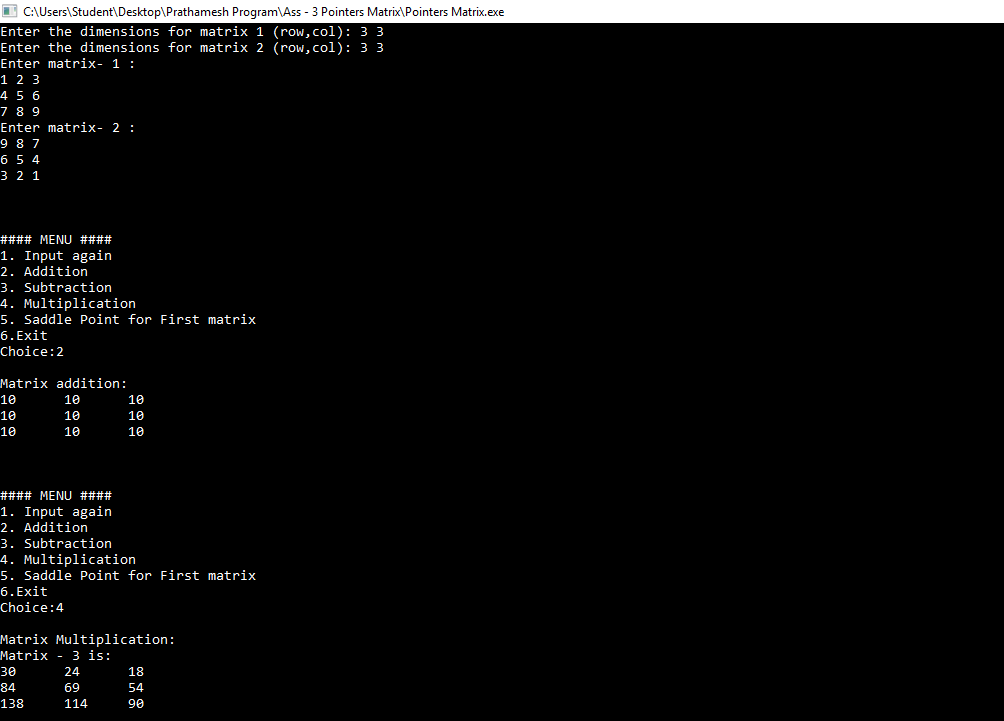 C:\Users\Student\Desktop\Prathamesh Program\Ass - 3 Pointers Matrix\Pointers Matrix.exe
Enter the dimensions for matrix 1 (row,col): 3 3
Enter the dimensions for matrix 2 (row,col): 3 3
Enter matrix- 1 :
1 2 3
4 5 6
7 8 9
Enter matrix- 2 :
9 8 7
6 5 4
3 2 1
#### MENU ####
1. Input again
2. Addition
3. Subtraction
4. Multiplication
5. Saddle Point for First matrix
6.Exit
Choice:2
Matrix addition:
10 10 10
10 10 10
10 10 10
#### MENU ####
1. Input again
2. Addition
3. Subtraction
4. Multiplication
5. Saddle Point for First matrix
6.Exit
Choice:4
Matrix Multiplication:
Matrix - 3 is:
30 24 18
84 69 54
138 114 90